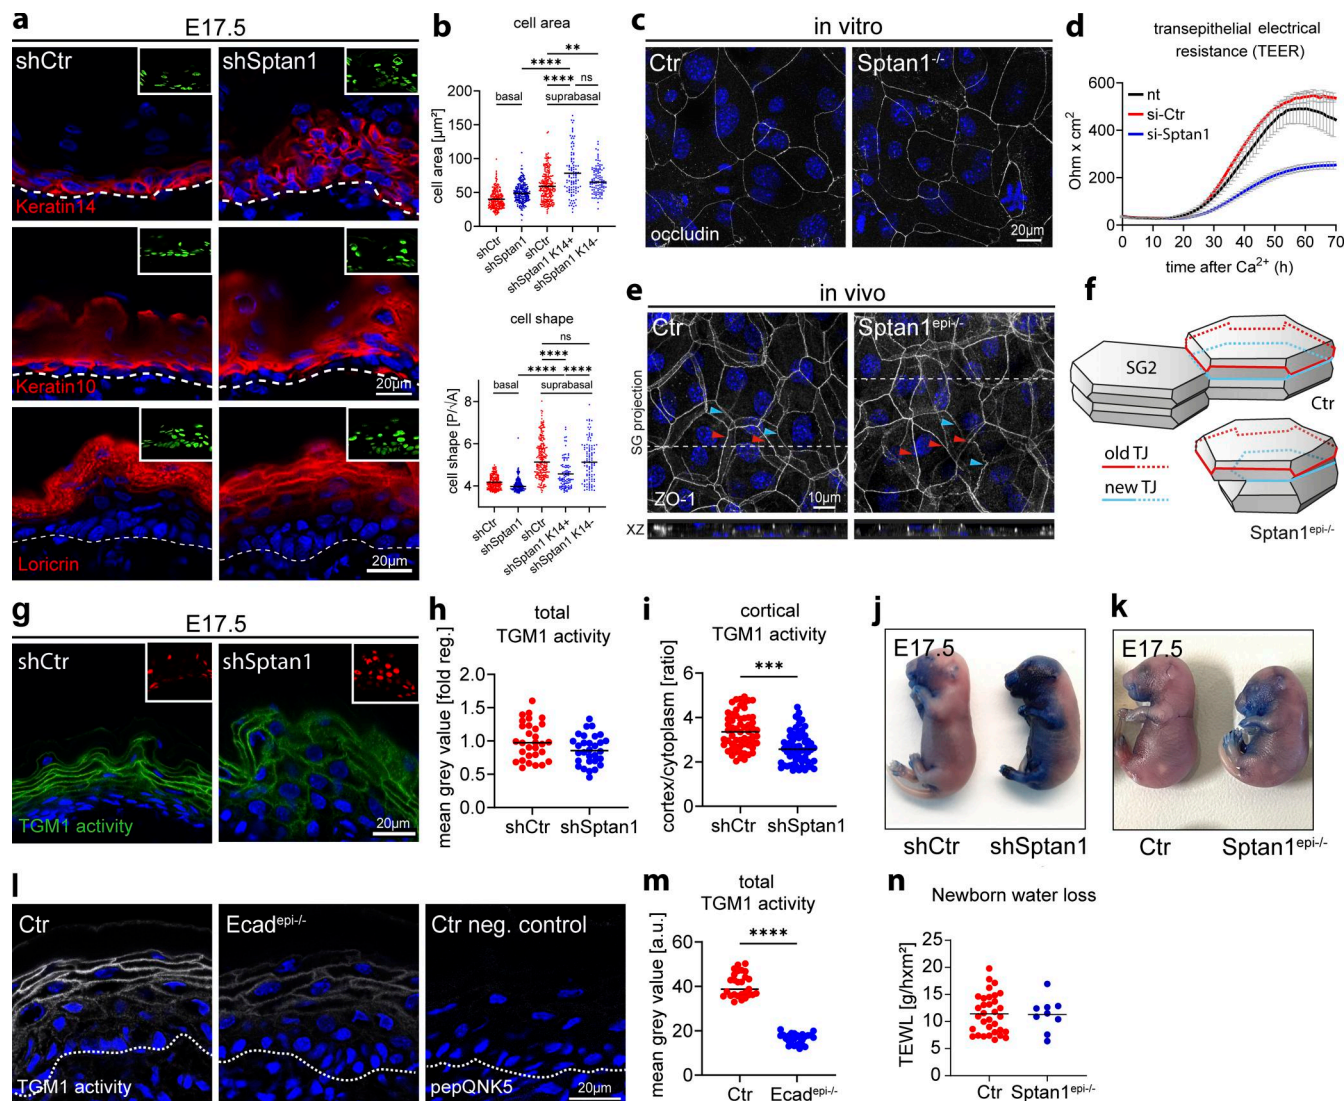 a
E17.5
shCtr
shSptan1
Keratin14
Keratin10
20µm
Loricrin
20µm
b
cell area
**
****
**** ns
basal suprabasal
cell area [µm²]
200
150
100
50
0
shCtr
shSptan1
shCtr
shSptan1 K14+
shSptan1 K14-
cell shape
ns
****
**** ****
basal suprabasal
cell shape [P/√A]
8
6
4
shCtr
shSptan1
shCtr
shSptan1 K14+
shSptan1 K14-
c
in vitro
Ctr
Sptan1-/-
occludin
20µm
d
transepithelial electrical
resistance (TEER)
Ohm x cm²
600
400
200
0
nt
si-Ctr
si-Sptan1
0 10 20 30 40 50 60 70
time after Ca²⁺ (h)
e
in vivo
Ctr
Sptan1epi-/-
SG projection
ZO-1
10µm
XZ
f
SG2
Ctr
old TJ
new TJ
Sptan1epi-/-
g
E17.5
shCtr
shSptan1
TGM1 activity
20µm
h
total
TGM1 activity
mean grey value [fold reg.]
2.0
1.5
1.0
0.5
0.0
shCtr shSptan1
i
cortical
TGM1 activity
***
cortex/cytoplasm [ratio]
6
4
2
0
shCtr shSptan1
j
E17.5
shCtr shSptan1
k
E17.5
Ctr Sptan1epi-/-
l
Ctr
Ecadepi-/-
Ctr neg. control
TGM1 activity
pepQNK5
20µm
m
total
TGM1 activity
****
mean grey value [a.u.]
60
40
20
0
Ctr Ecadepi-/-
n
Newborn water loss
TEWL [g/hxm²]
25
20
15
10
5
0
Ctr Sptan1epi-/-